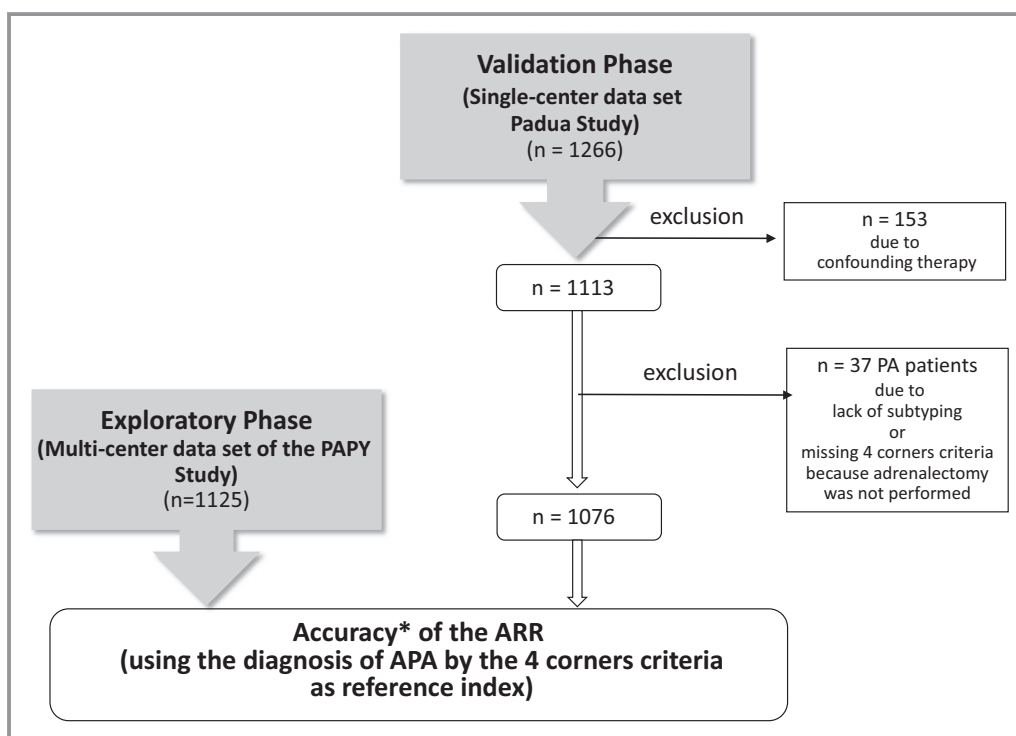 Validation Phase
(Single-center data set
Padua Study)
(n = 1266)
exclusion
n = 153
due to
confounding therapy
n = 1113
exclusion
n = 37 PA patients
due to
lack of subtyping
or
missing 4 corners criteria
because adrenalectomy
was not performed
Exploratory Phase
(Multi-center data set of the PAPY
Study)
(n=1125)
n = 1076
Accuracy* of the ARR
(using the diagnosis of APA by the 4 corners criteria
as reference index)